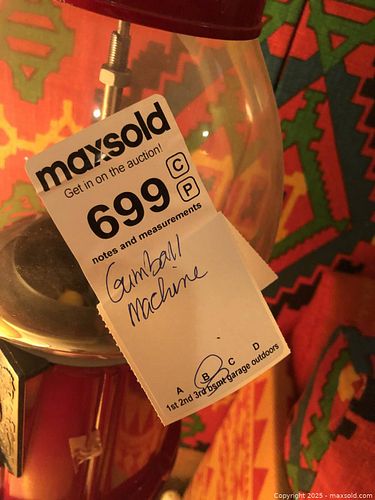 maxsold
Get in on the auction!
699
C
P
notes and measurements
Gumball
Machine
A B C D
1st 2nd 3rd bsmt garage outdoors
Copyright 2025 - maxsold.com